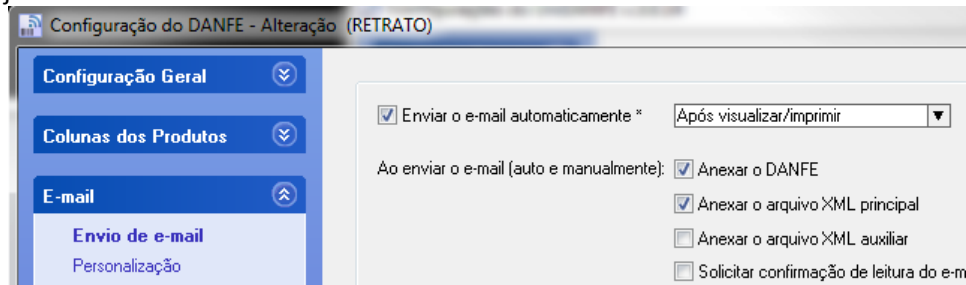 Configuração do DANFE - Alteração (RETRATO)
Configuração Geral
Enviar o e-mail automaticamente * Após visualizar/imprimir
Colunas dos Produtos
Ao enviar o e-mail (auto e manualmente): Anexar o DANFE
E-mail
Anexar o arquivo XML principal
Envio de e-mail
Anexar o arquivo XML auxiliar
Personalização
Solicitar confirmação de leitura do